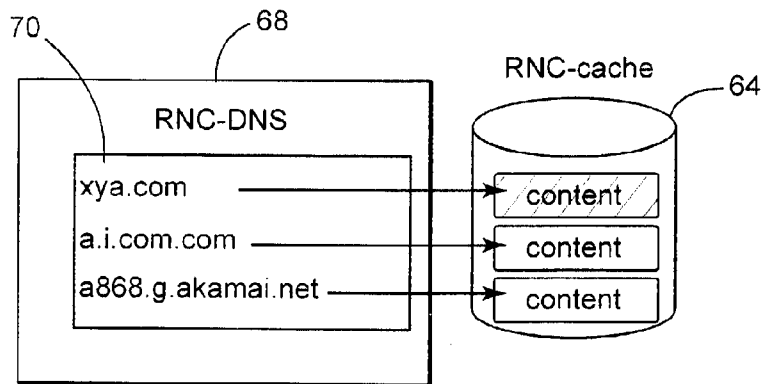 70
68
RNC-cache
64
RNC-DNS
xya.com
a.i.com.com
a868.g.akamai.net
content
content
content